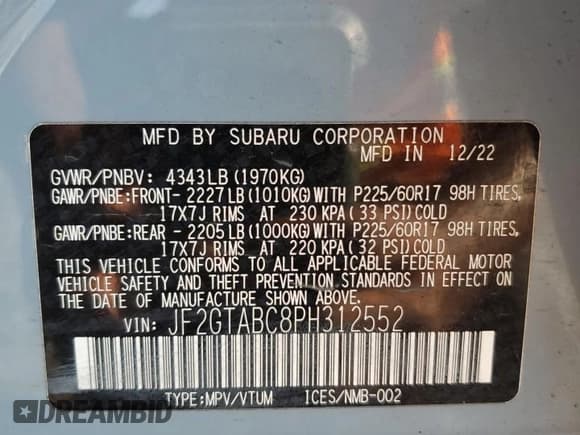 MFD BY SUBARU CORPORATION
MFD IN 12/22
GVWR/PNBV: 4343LB (1970KG)
GAWR/PNBE:FRONT- 2227LB (1010KG) WITH P225/60R17 98H TIRES,
17X7J RIMS AT 230 KPA (33 PSI) COLD
GAWR/PNBE:REAR - 2205LB (1000KG) WITH P225/60R17 98H TIRES,
17X7J RIMS AT 220 KPA (32 PSI) COLD
THIS VEHICLE CONFORMS TO ALL APPLICABLE FEDERAL MOTOR
VEHICLE SAFETY AND THEFT PREVENTION STANDARDS IN EFFECT ON
THE DATE OF MANUFACTURE SHOWN ABOVE.
VIN: JF2GTABC8PH312552
TYPE:MPV/VTUM ICES/NMB-002
DREAMBID